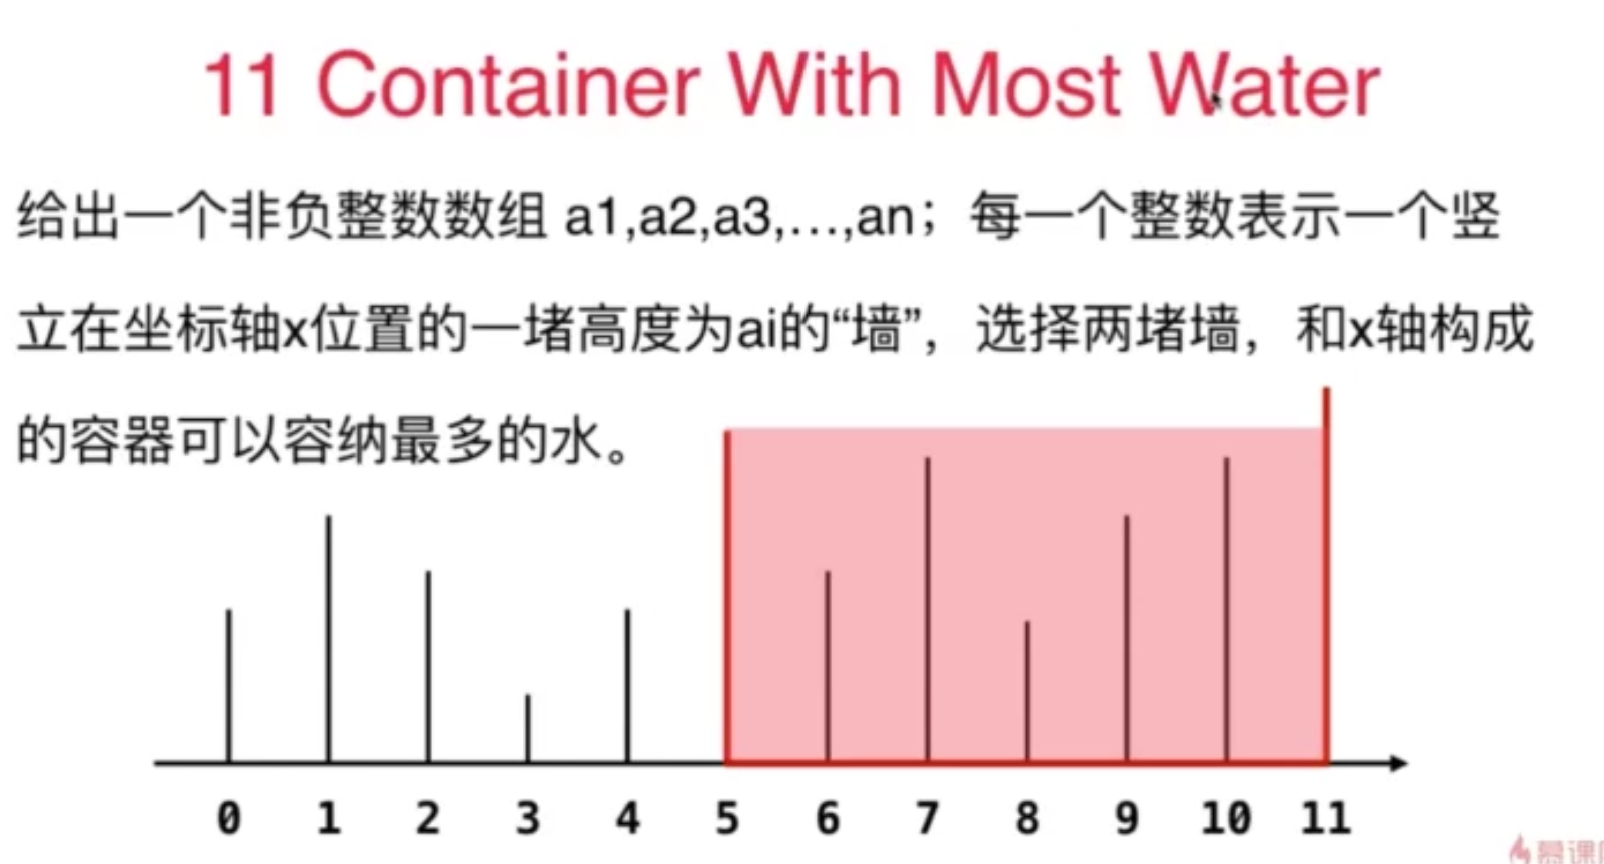 11 Container With Most Water
给出一个非负整数数组 a1,a2,a3,…,an；每一个整数表示一个竖
立在坐标轴x位置的一堵高度为ai的“墙”，选择两堵墙，和x轴构成
的容器可以容纳最多的水。
0 1 2 3 4 5 6 7 8 9 10 11